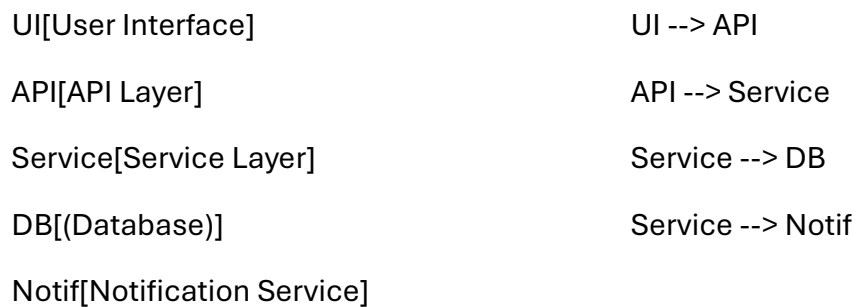 UI[User Interface]
API[API Layer]
Service[Service Layer]
DB[(Database)]
Notif[Notification Service]
UI --> API
API --> Service
Service --> DB
Service --> Notif